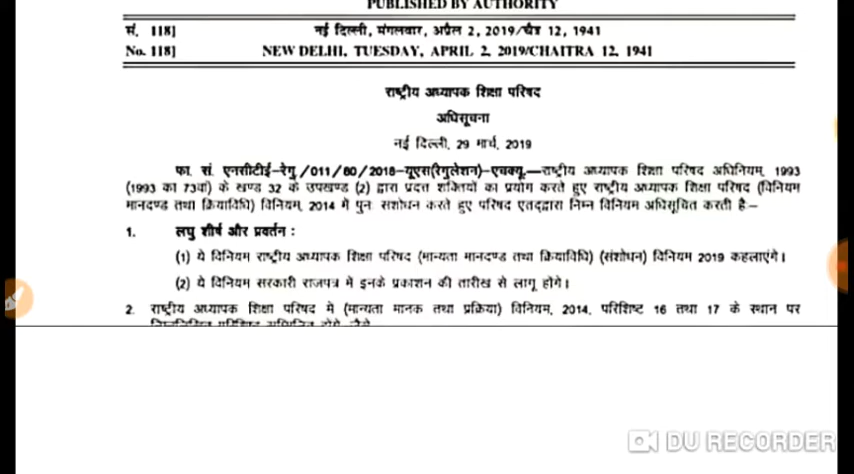 PUBLISHED BY AUTHORITY
सं. 118]
नई दिल्ली, मंगलवार, अप्रैल 2, 2019/चैत्र 12, 1941
No. 118]
NEW DELHI, TUESDAY, APRIL 2, 2019/CHAITRA 12, 1941
राष्ट्रीय अध्यापक शिक्षा परिषद
अधिसूचना
नई दिल्ली, 29 मार्च, 2019
फा. सं. एनसीटीई-रेगु/011/80/2018-यूएस(रेगुलेशन)-एचक्यू.—राष्ट्रीय अध्यापक शिक्षा परिषद अधिनियम, 1993
(1993 का 73वां) के खण्ड 32 के उपखण्ड (2) द्वारा प्रदत्त शक्तियों का प्रयोग करते हुए राष्ट्रीय अध्यापक शिक्षा परिषद (विनियम
मानदण्ड तथा क्रियाविधि) विनियम, 2014 में पुनः संशोधन करते हुए परिषद एतद्द्वारा निम्न विनियम अधिसूचित करती है:—
1. लघु शीर्ष और प्रवर्तन :
(1) ये विनियम राष्ट्रीय अध्यापक शिक्षा परिषद (मान्यता मानदण्ड तथा क्रियाविधि) (संशोधन) विनियम 2019 कहलाएंगे।
(2) ये विनियम सरकारी राजपत्र में इनके प्रकाशन की तारीख से लागू होंगे।
2. राष्ट्रीय अध्यापक शिक्षा परिषद में (मान्यता मानक तथा प्रक्रिया) विनियम, 2014, परिशिष्ट 16 तथा 17 के स्थान पर
DU RECORDER